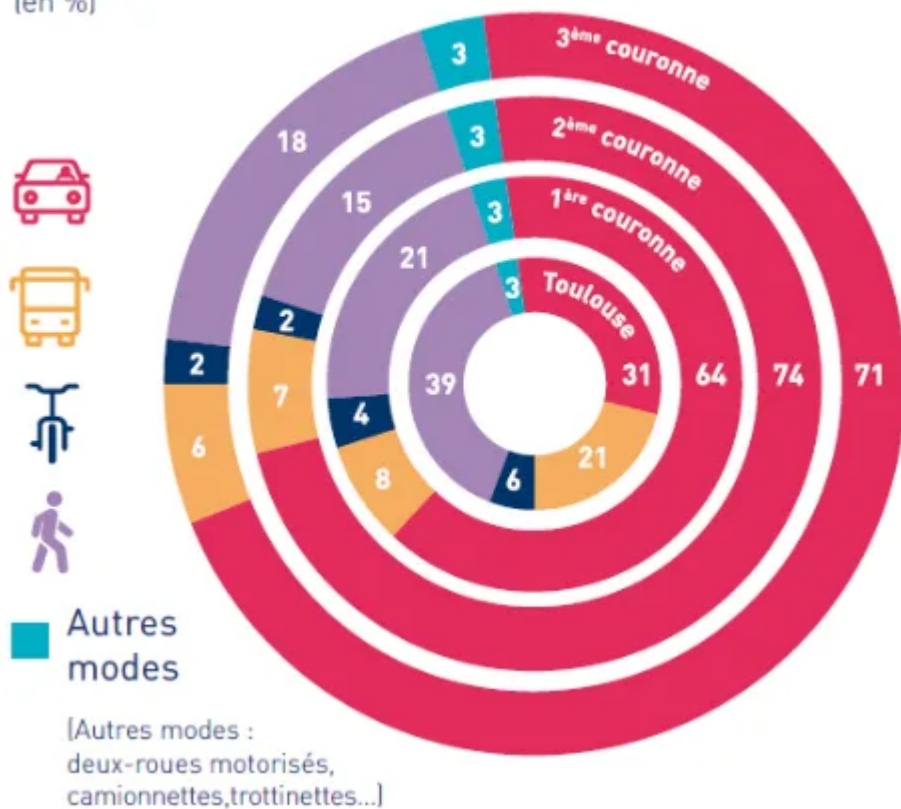 (en %)
3ème couronne
3
18
2ème couronne
3
15
1ère couronne
3
21
Toulouse
3
2
2
7
6
39
4
8
6
21
31
64
74
71
Autres
modes
(Autres modes :
deux-roues motorisés,
camionnettes,trottinettes...)